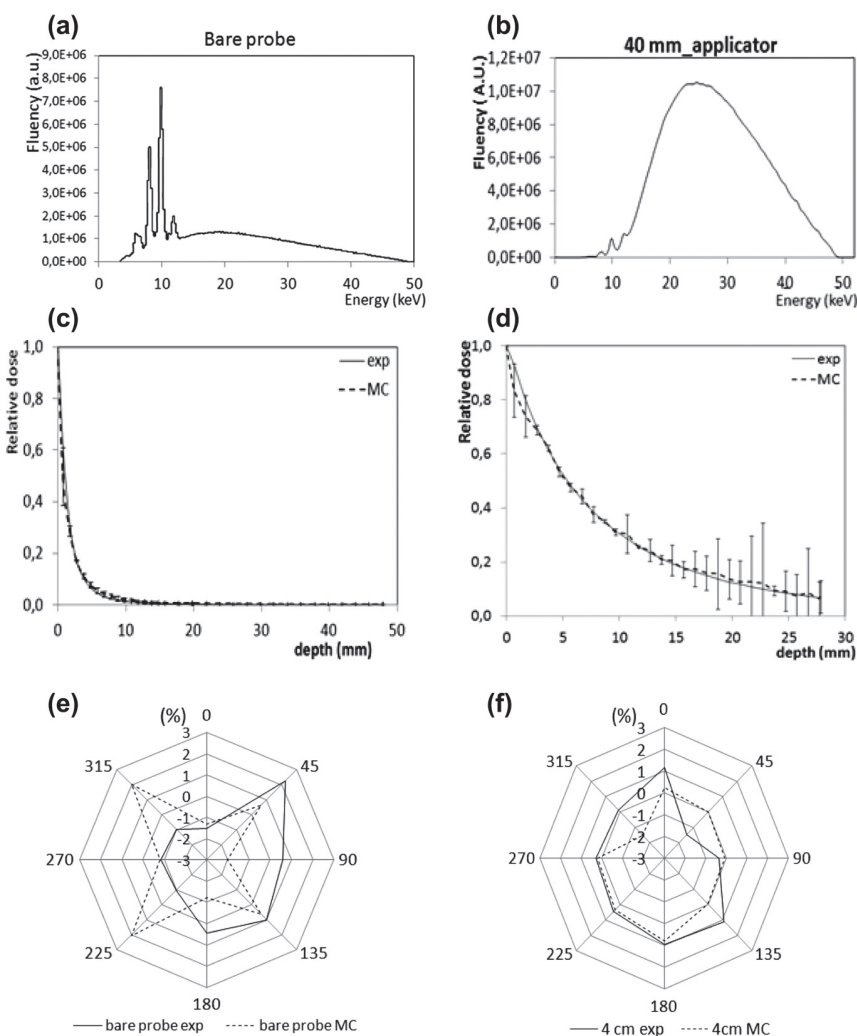 (a)
Bare probe
Fluency (a.u.)
9,0E+06
8,0E+06
7,0E+06
6,0E+06
5,0E+06
4,0E+06
3,0E+06
2,0E+06
1,0E+06
0,0E+00
0 10 20 30 40 50
Energy (keV)
(b)
40 mm_applicator
Fluency ( A.U.)
1,2E+07
1,0E+07
8,0E+06
6,0E+06
4,0E+06
2,0E+06
0,0E+00
0 10 20 30 40 50
Energy (keV)
(c)
Relative dose
1,0
0,8
0,6
0,4
0,2
0,0
0 10 20 30 40 50
depth (mm)
exp
MC
(d)
Relative dose
1,0
0,8
0,6
0,4
0,2
0,0
0 5 10 15 20 25 30
depth (mm)
exp
MC
(e)
(%)
0
45
90
135
180
225
270
315
3
2
1
0
-1
-2
-3
bare probe exp
bare probe MC
(f)
(%)
0
45
90
135
180
225
270
315
3
2
1
0
-1
-2
-3
4 cm exp
4cm MC